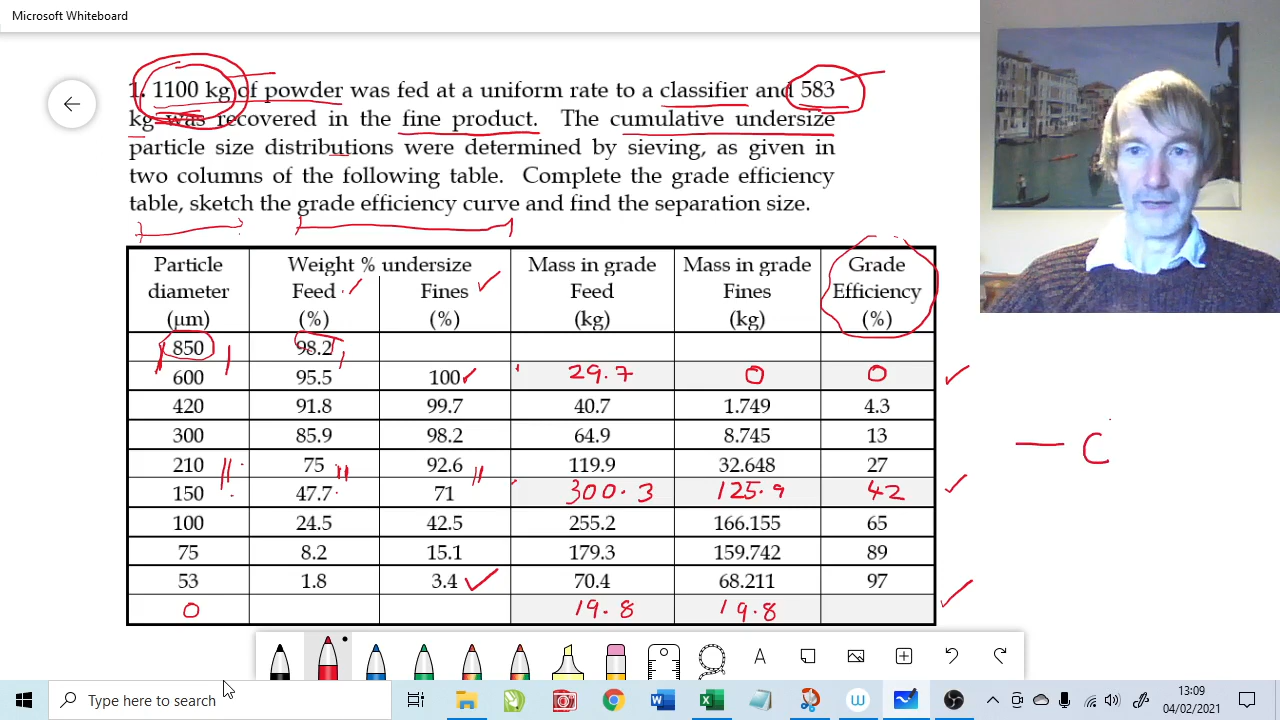 Microsoft Whiteboard
1. 1100 kg of powder was fed at a uniform rate to a classifier and 583
kg was recovered in the fine product. The cumulative undersize
particle size distributions were determined by sieving, as given in
two columns of the following table. Complete the grade efficiency
table, sketch the grade efficiency curve and find the separation size.
Particle diameter (μm) Weight % undersize Feed (%) Fines (%) Mass in grade Feed (kg) Mass in grade Fines (kg) Grade Efficiency (%)
850 98.2
600 95.5 100 29.7 0 0
420 91.8 99.7 40.7 1.749 4.3
300 85.9 98.2 64.9 8.745 13
210 75 92.6 119.9 32.648 27
150 47.7 71 300.3 125.9 42
100 24.5 42.5 255.2 166.155 65
75 8.2 15.1 179.3 159.742 89
53 1.8 3.4 70.4 68.211 97
0 19.8 19.8
— C
Type here to search
13:09
04/02/2021